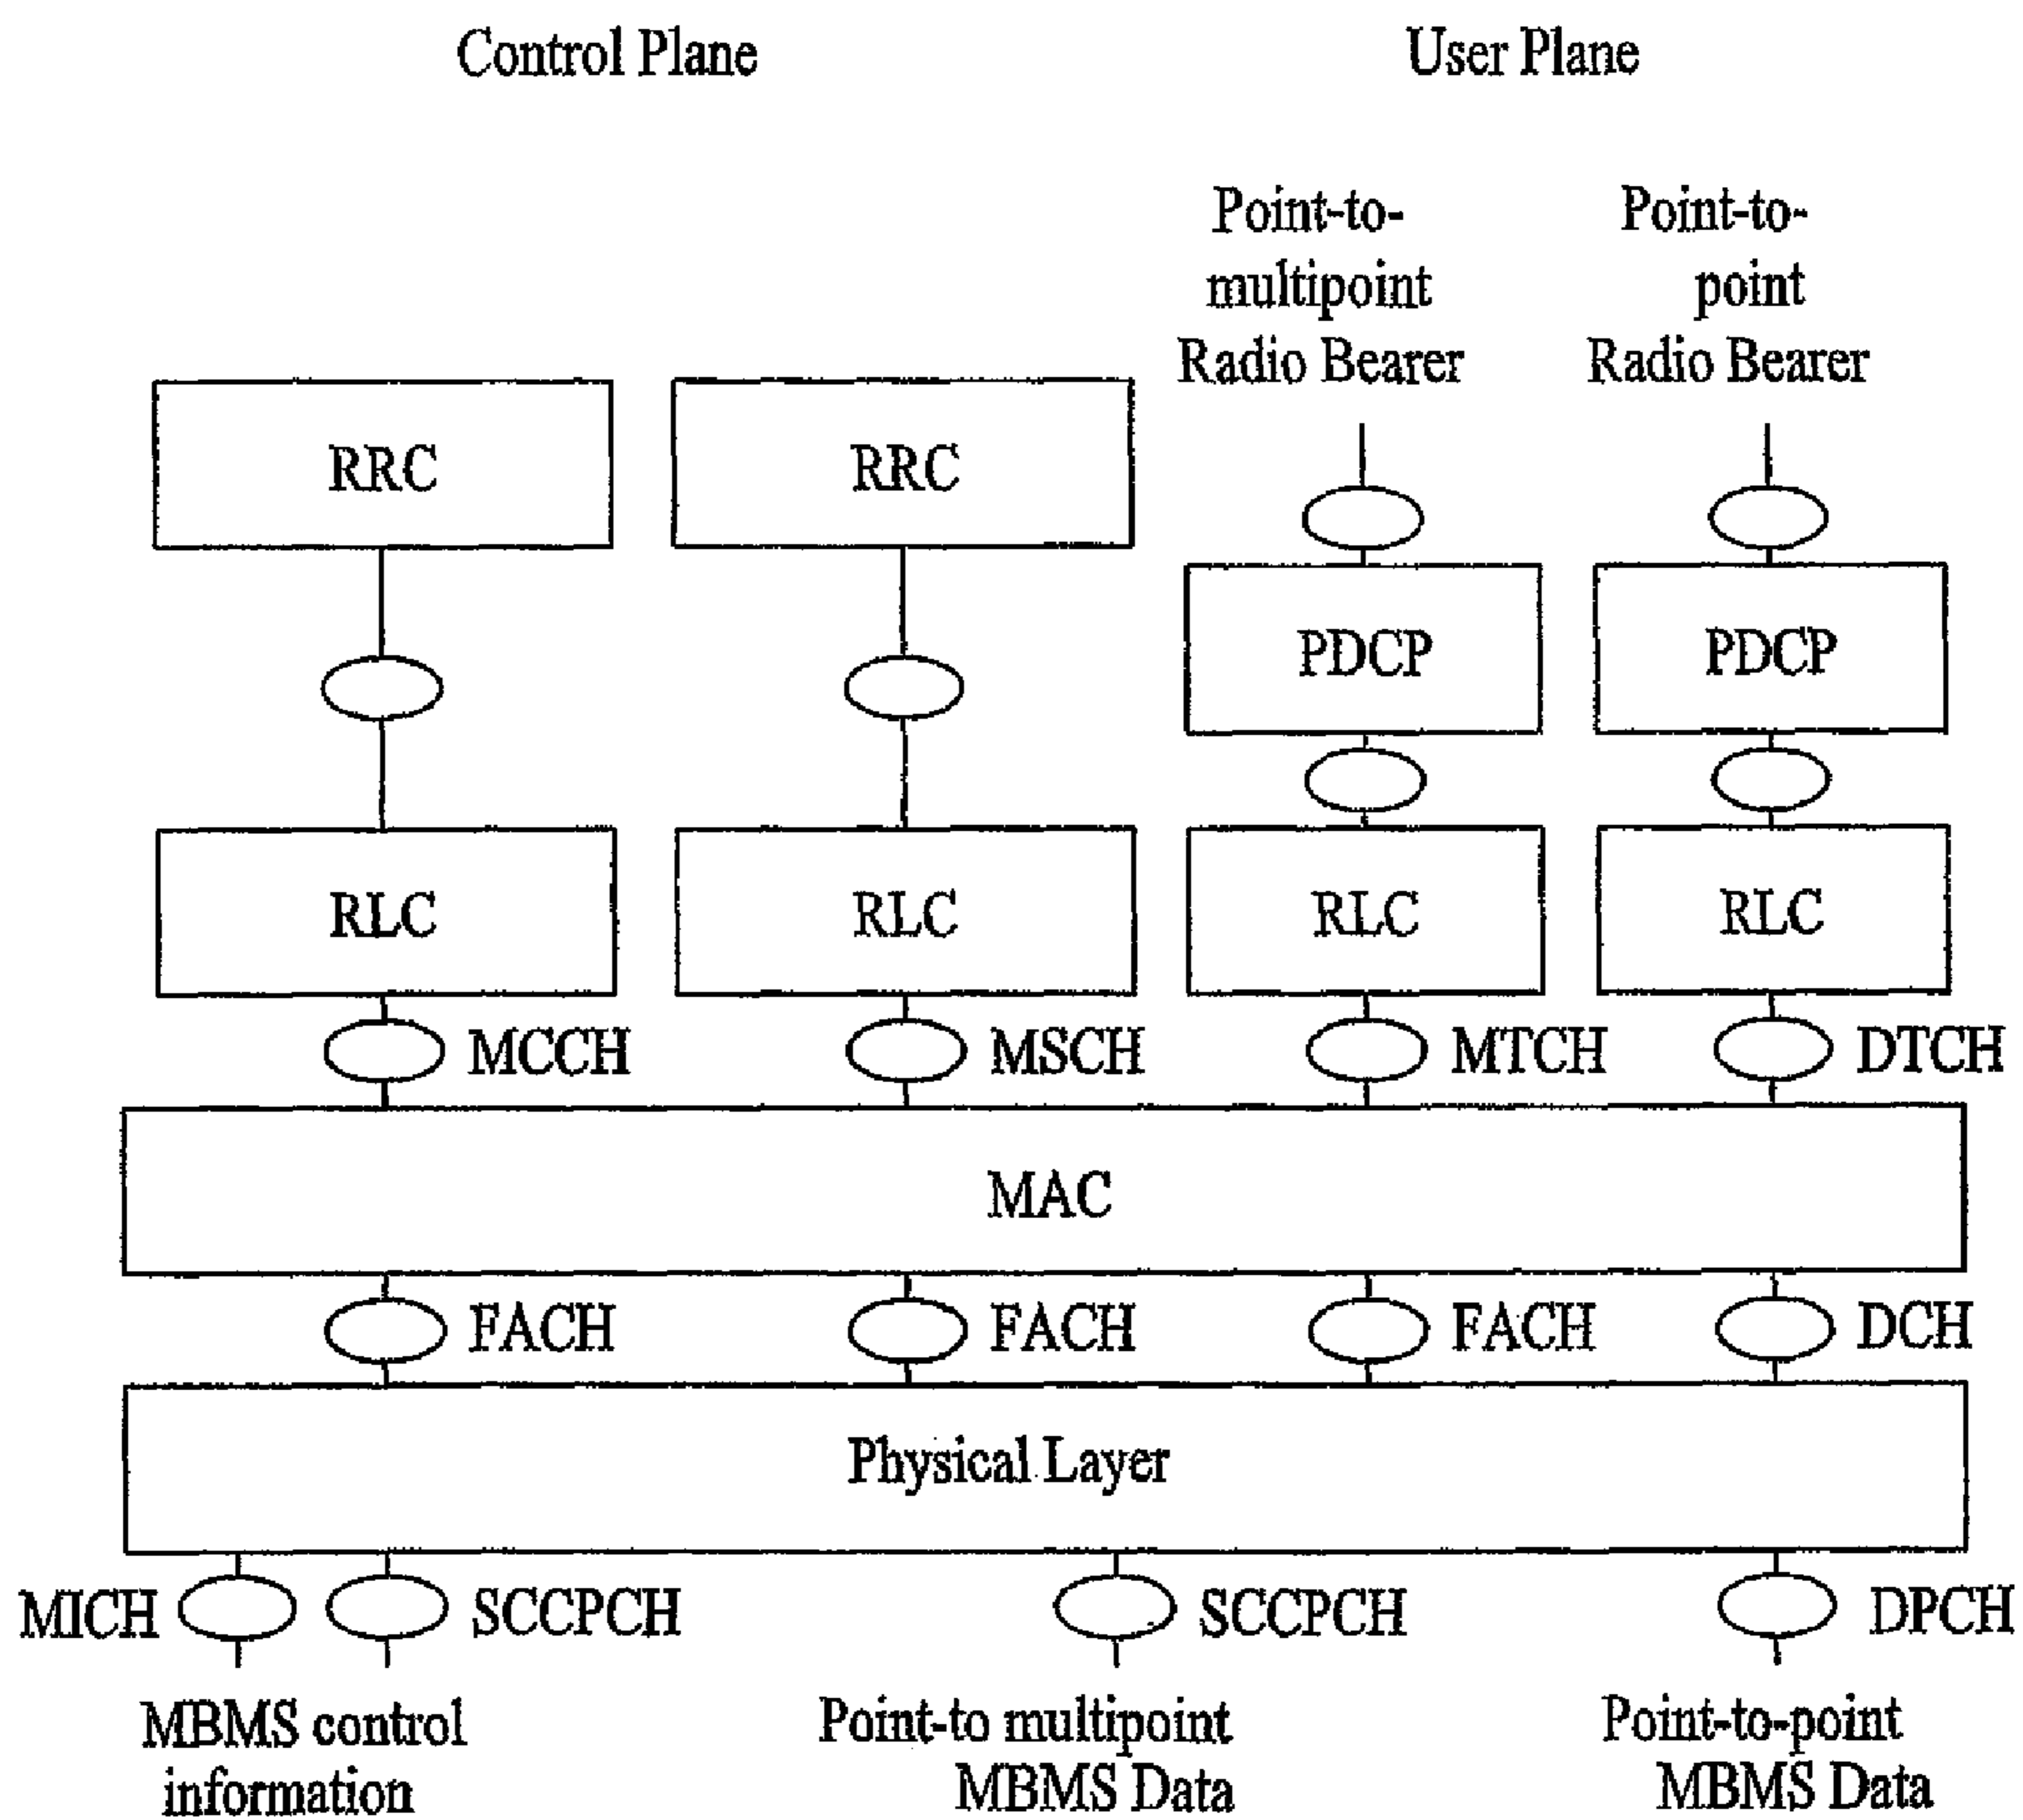 Control Plane
User Plane
Point-to-
multipoint
Radio Bearer
Point-to-
point
Radio Bearer
RRC
RRC
PDCP
PDCP
RLC
RLC
RLC
RLC
MCCH
MSCH
MTCH
DTCH
MAC
FACH
FACH
FACH
DCH
Physical Layer
MICH
SCCPCH
SCCPCH
DPCH
MBMS control
information
Point-to multipoint
MBMS Data
Point-to-point
MBMS Data